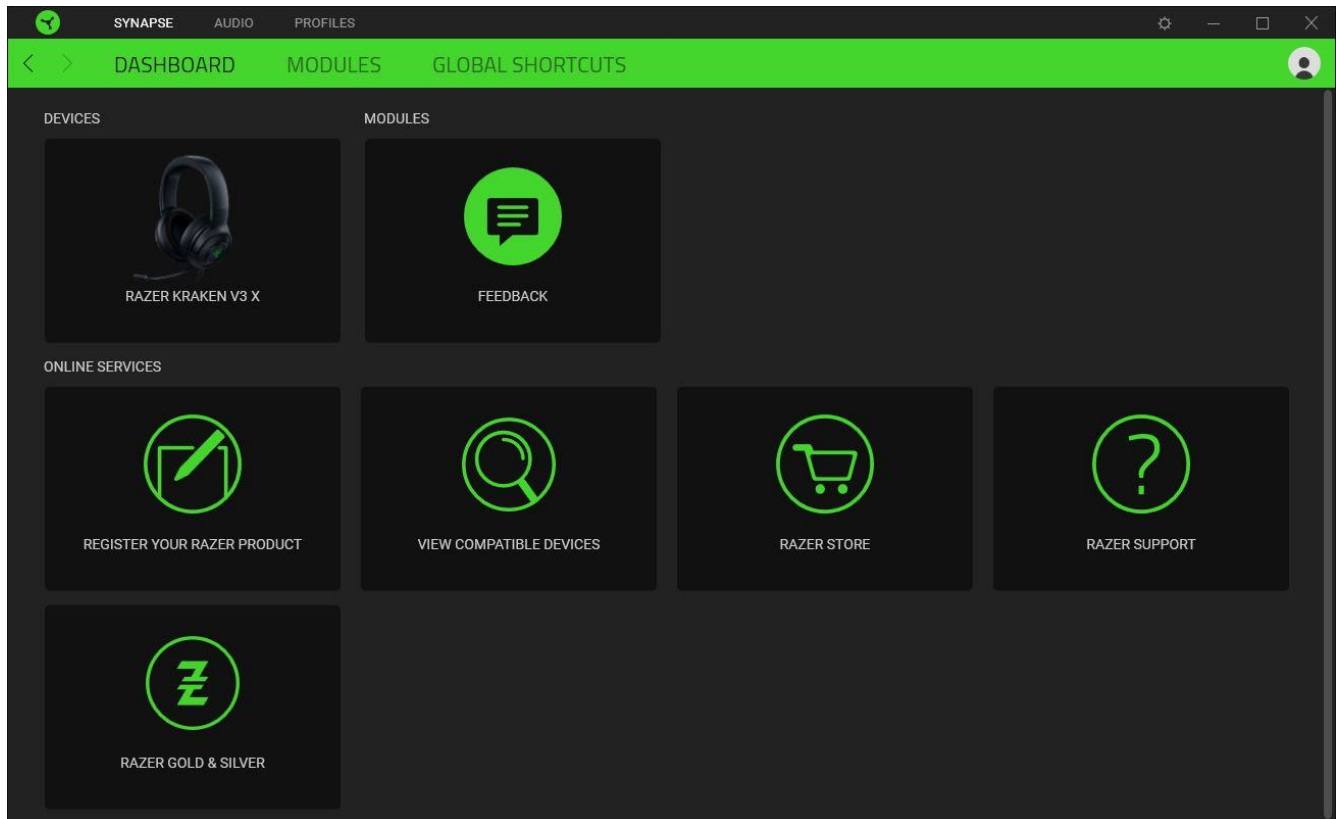 SYNAPSE AUDIO PROFILES
DASHBOARD MODULES GLOBAL SHORTCUTS
DEVICES MODULES
RAZER KRAKEN V3 X FEEDBACK
ONLINE SERVICES
REGISTER YOUR RAZER PRODUCT VIEW COMPATIBLE DEVICES RAZER STORE RAZER SUPPORT
RAZER GOLD & SILVER